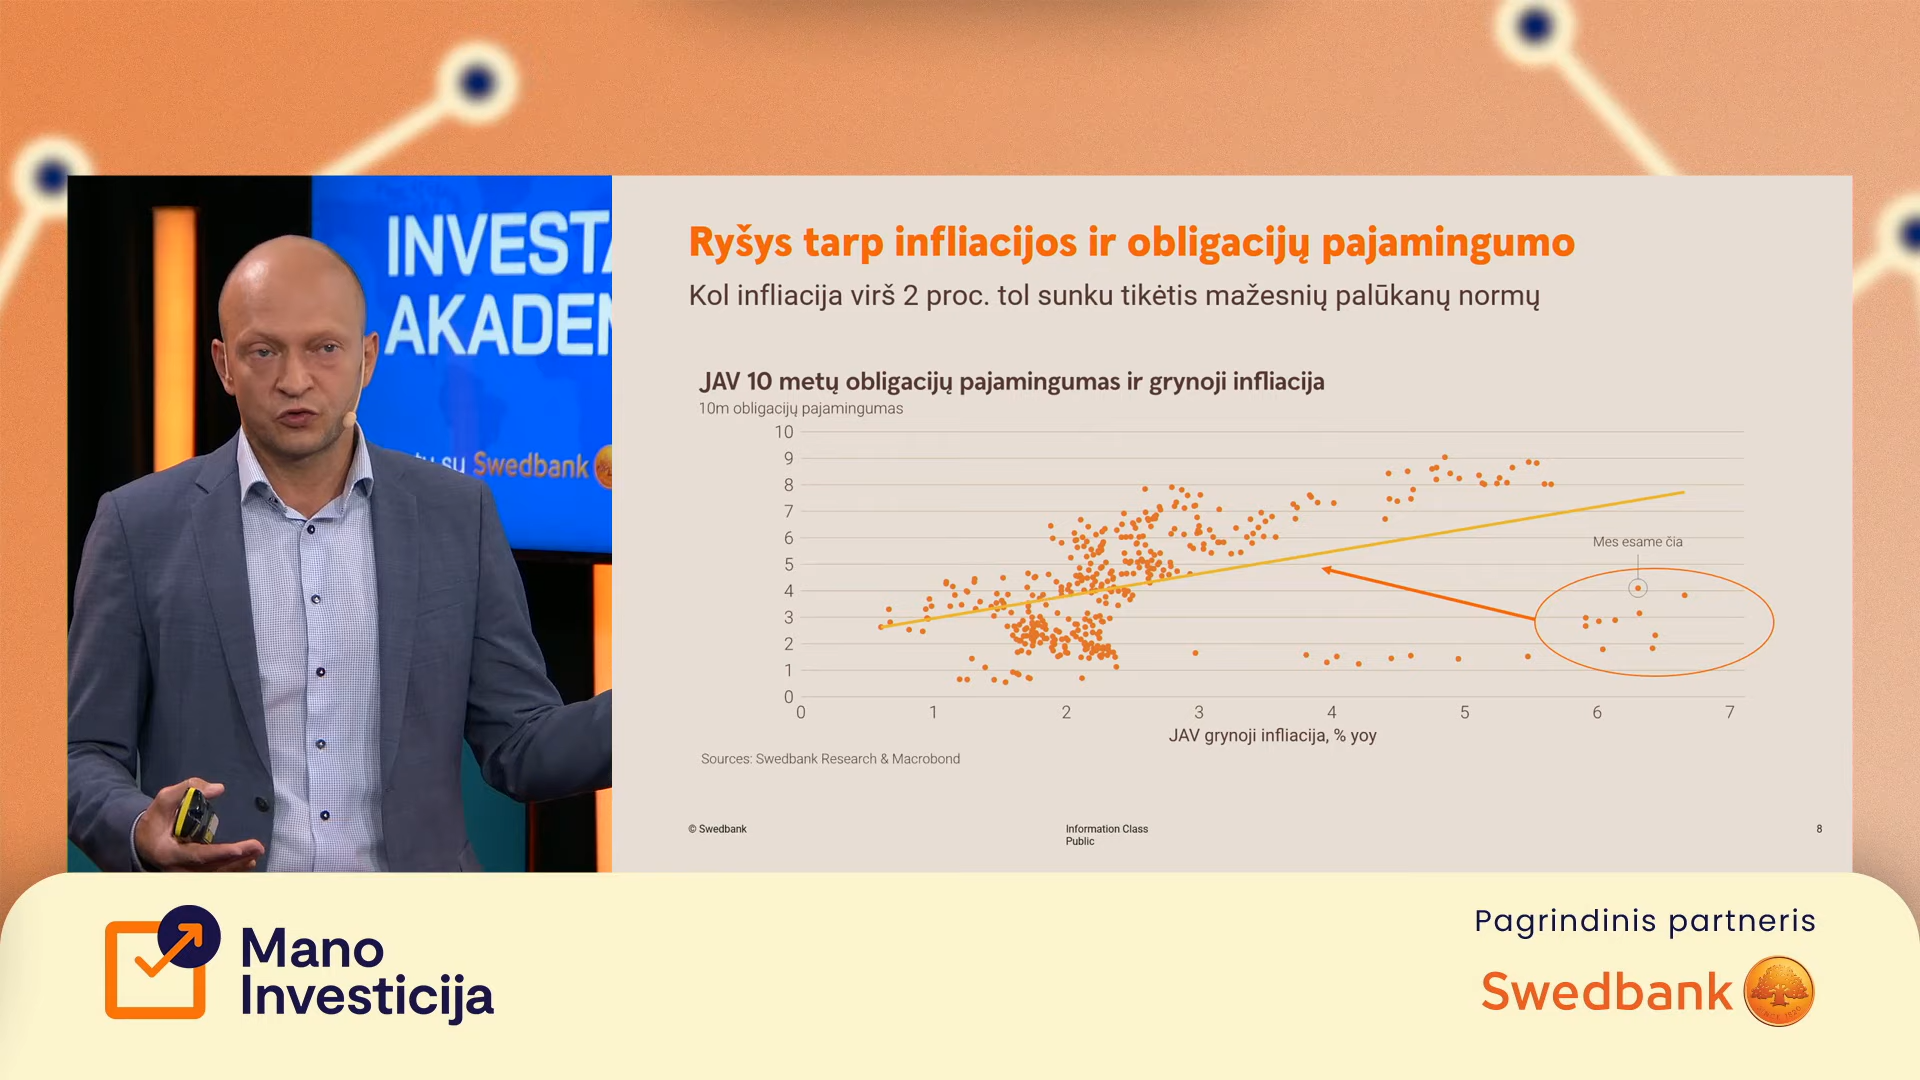 INVEST
AKADE
su Swedbank
Ryšys tarp infliacijos ir obligacijų pajamingumo
Kol infliacija virš 2 proc. tol sunku tikėtis mažesnių palūkanų normų
JAV 10 metų obligacijų pajamingumas ir grynoji infliacija
10m obligacijų pajamingumas
10
9
8
7
6
5
4
3
2
1
0
Mes esame čia
0 1 2 3 4 5 6 7
JAV grynoji infliacija, % yoy
Sources: Swedbank Research & Macrobond
© Swedbank
Information Class
Public
8
Mano
Investicija
Pagrindinis partneris
Swedbank